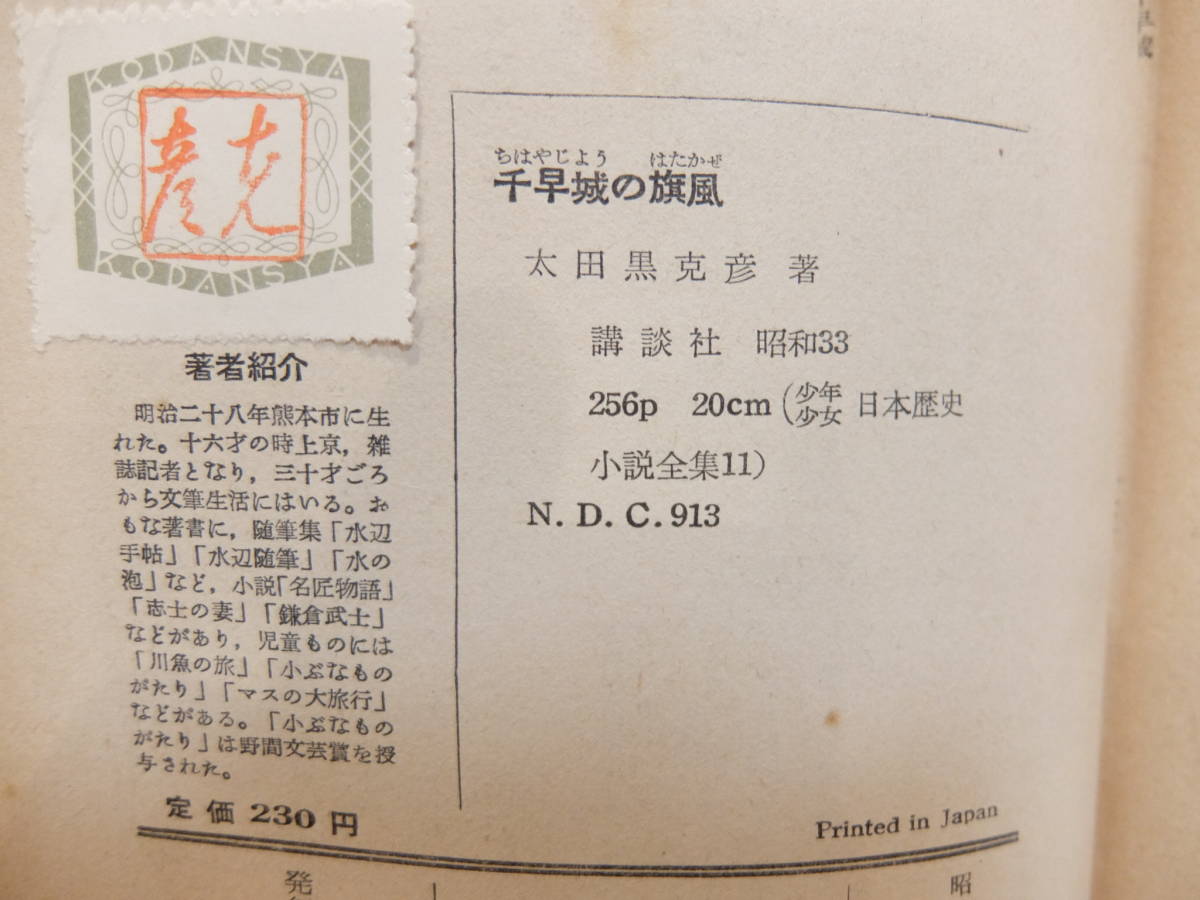 KODANSYA
克彦
KODANSYA
著者紹介
明治二十八年熊本市に生
れた。十六才の時上京，雑
誌記者となり，三十才ごろ
から文筆生活にはいる。お
もな著書に，随筆集「水辺
手帖」「水辺随筆」「水の
泡」など，小説「名匠物語」
「志士の妻」「鎌倉武士」
などがあり，児童ものには
「川魚の旅」「小ぶなもの
がたり」「マスの大旅行」
などがある。「小ぶなもの
がたり」は野間文芸賞を授
与された。
定価 230 円
ちはやじよう はたかぜ
千早城の旗風
太田黒克彦 著
講談社 昭和33
256p 20cm (少年少女 日本歴史
小説全集11)
N. D. C. 913
Printed in Japan
発
昭